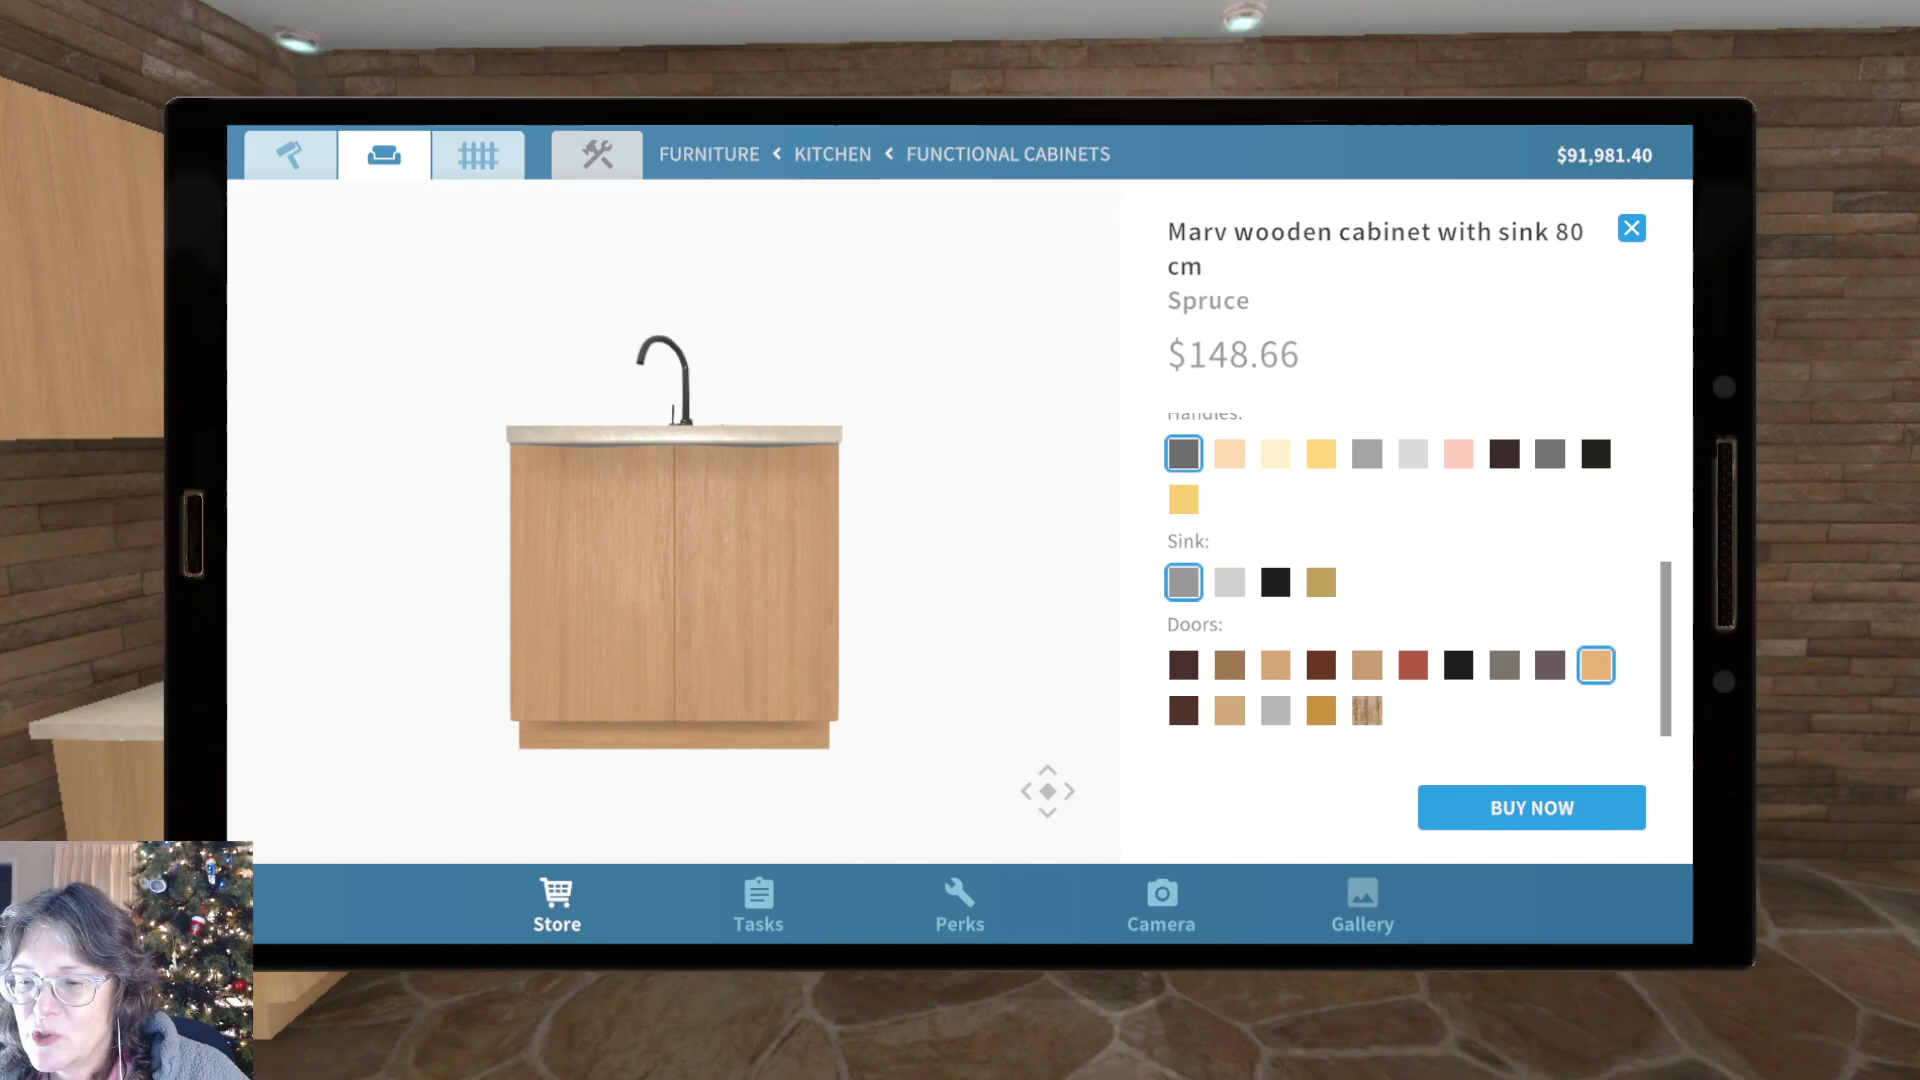 FURNITURE < KITCHEN < FUNCTIONAL CABINETS
$91,981.40
Marv wooden cabinet with sink 80
cm
Spruce
$148.66
Handles:
Sink:
Doors:
BUY NOW
Store
Tasks
Perks
Camera
Gallery